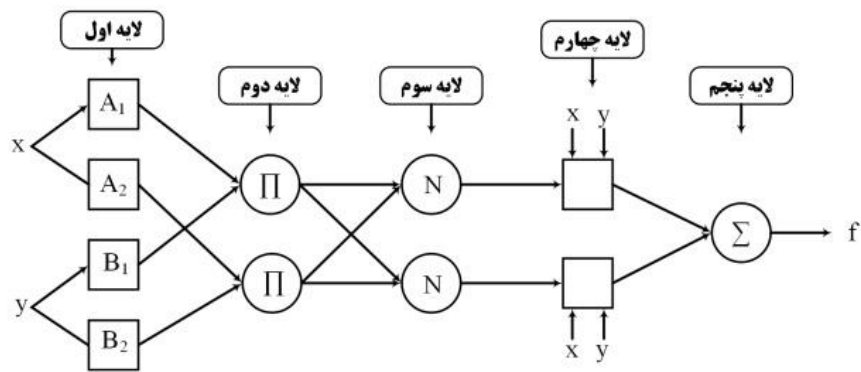 لایه اول
لایه دوم
لایه سوم
لایه چهارم
لایه پنجم
x
y
A₁
A₂
B₁
B₂
∏
∏
N
N
x y
x y
∑
f